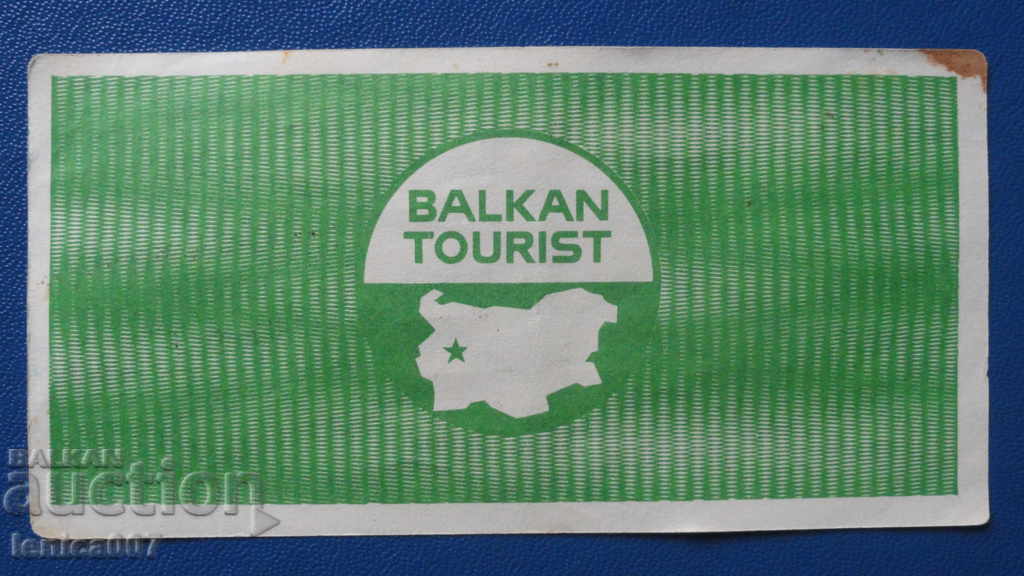 BALKAN
TOURIST
BALKAN
auction
lenica007